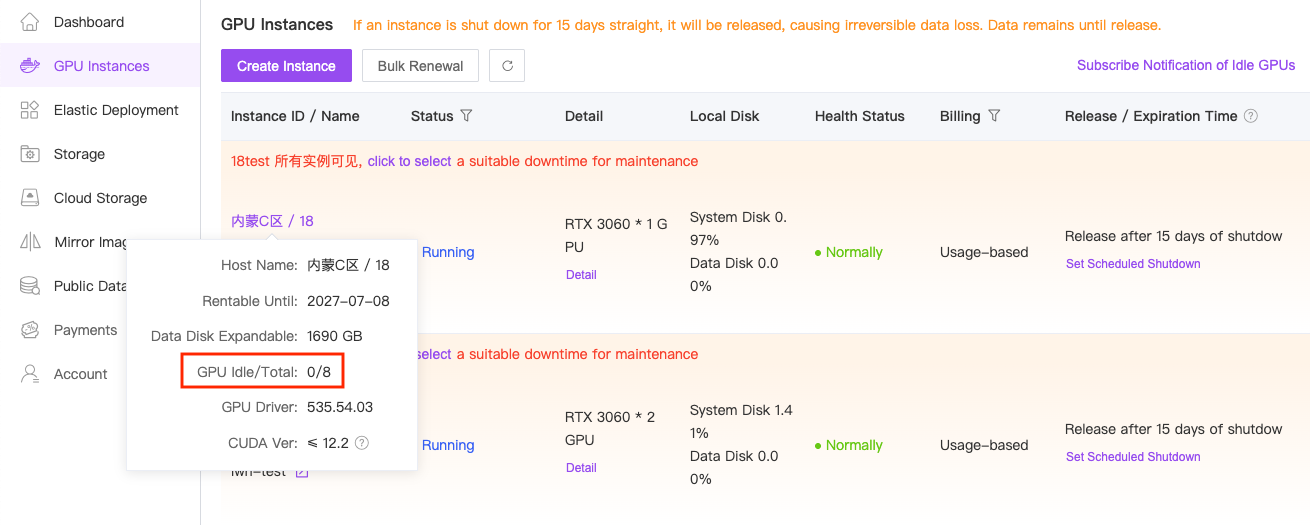 Dashboard
GPU Instances
Elastic Deployment
Storage
Cloud Storage
Mirror Imag
Public Data
Payments
Account
GPU Instances
If an instance is shut down for 15 days straight, it will be released, causing irreversible data loss. Data remains until release.
Create Instance
Bulk Renewal
Subscribe Notification of Idle GPUs
Instance ID / Name
Status
Detail
Local Disk
Health Status
Billing
Release / Expiration Time
18test 所有实例可见, click to select a suitable downtime for maintenance
内蒙C区 / 18
Running
RTX 3060 * 1 G
PU
Detail
System Disk 0.
97%
Data Disk 0.0
0%
Normally
Usage-based
Release after 15 days of shutdow
Set Scheduled Shutdown
Host Name: 内蒙C区 / 18
Rentable Until: 2027-07-08
Data Disk Expandable: 1690 GB
GPU Idle/Total: 0/8
GPU Driver: 535.54.03
CUDA Ver: ≤ 12.2
select a suitable downtime for maintenance
Running
RTX 3060 * 2
GPU
Detail
System Disk 1.4
1%
Data Disk 0.0
0%
Normally
Usage-based
Release after 15 days of shutdow
Set Scheduled Shutdown